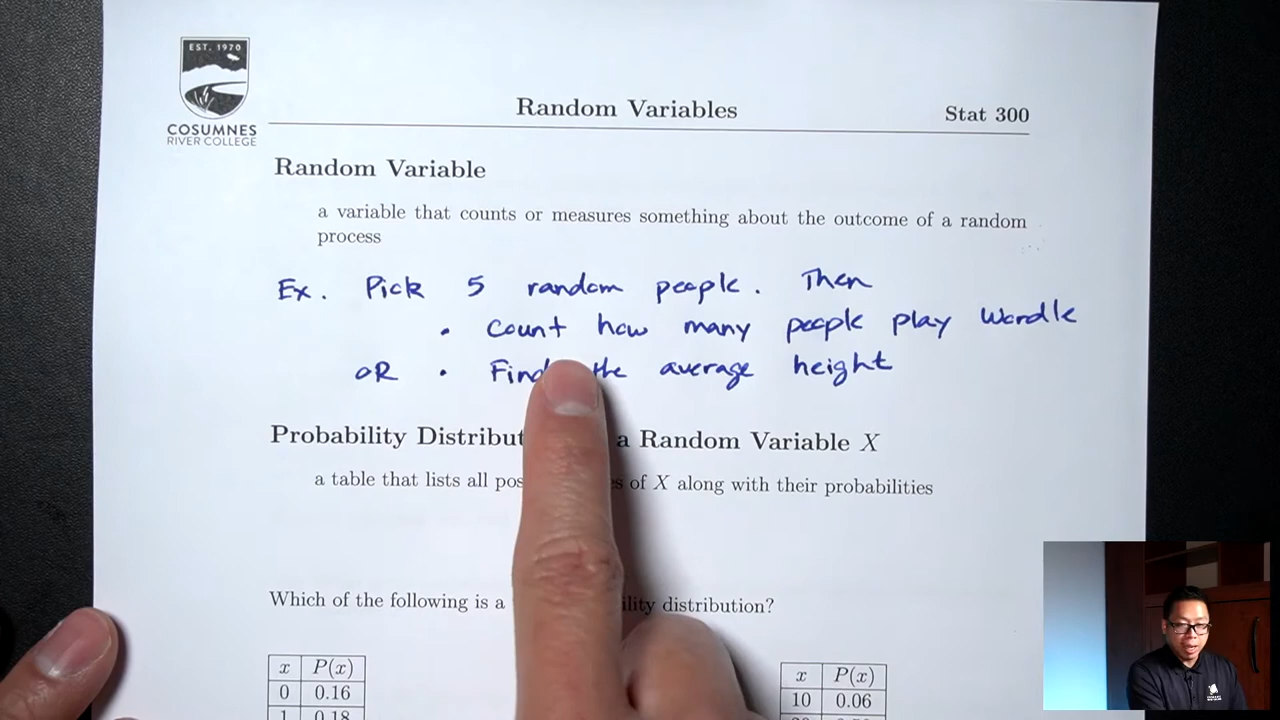 EST. 1970
COSUMNES
RIVER COLLEGE
Random Variables
Stat 300
Random Variable
a variable that counts or measures something about the outcome of a random
process
Ex. Pick 5 random people. Then
• Count how many people play Wordle
OR • Find the average height
Probability a Random Variable X
a table that lists all of X along with their probabilities
Which of the following is a distribution?
x P(x)
0 0.16
1 0.18
x P(x)
10 0.06